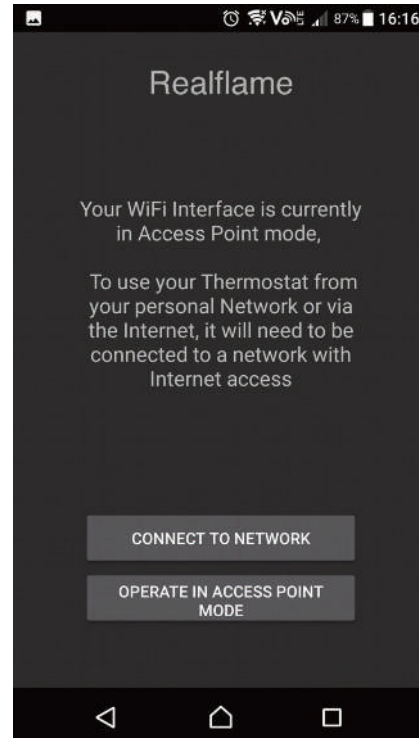 87% 16:16
Realflame
Your WiFi Interface is currently
in Access Point mode,
To use your Thermostat from
your personal Network or via
the Internet, it will need to be
connected to a network with
Internet access
CONNECT TO NETWORK
OPERATE IN ACCESS POINT
MODE